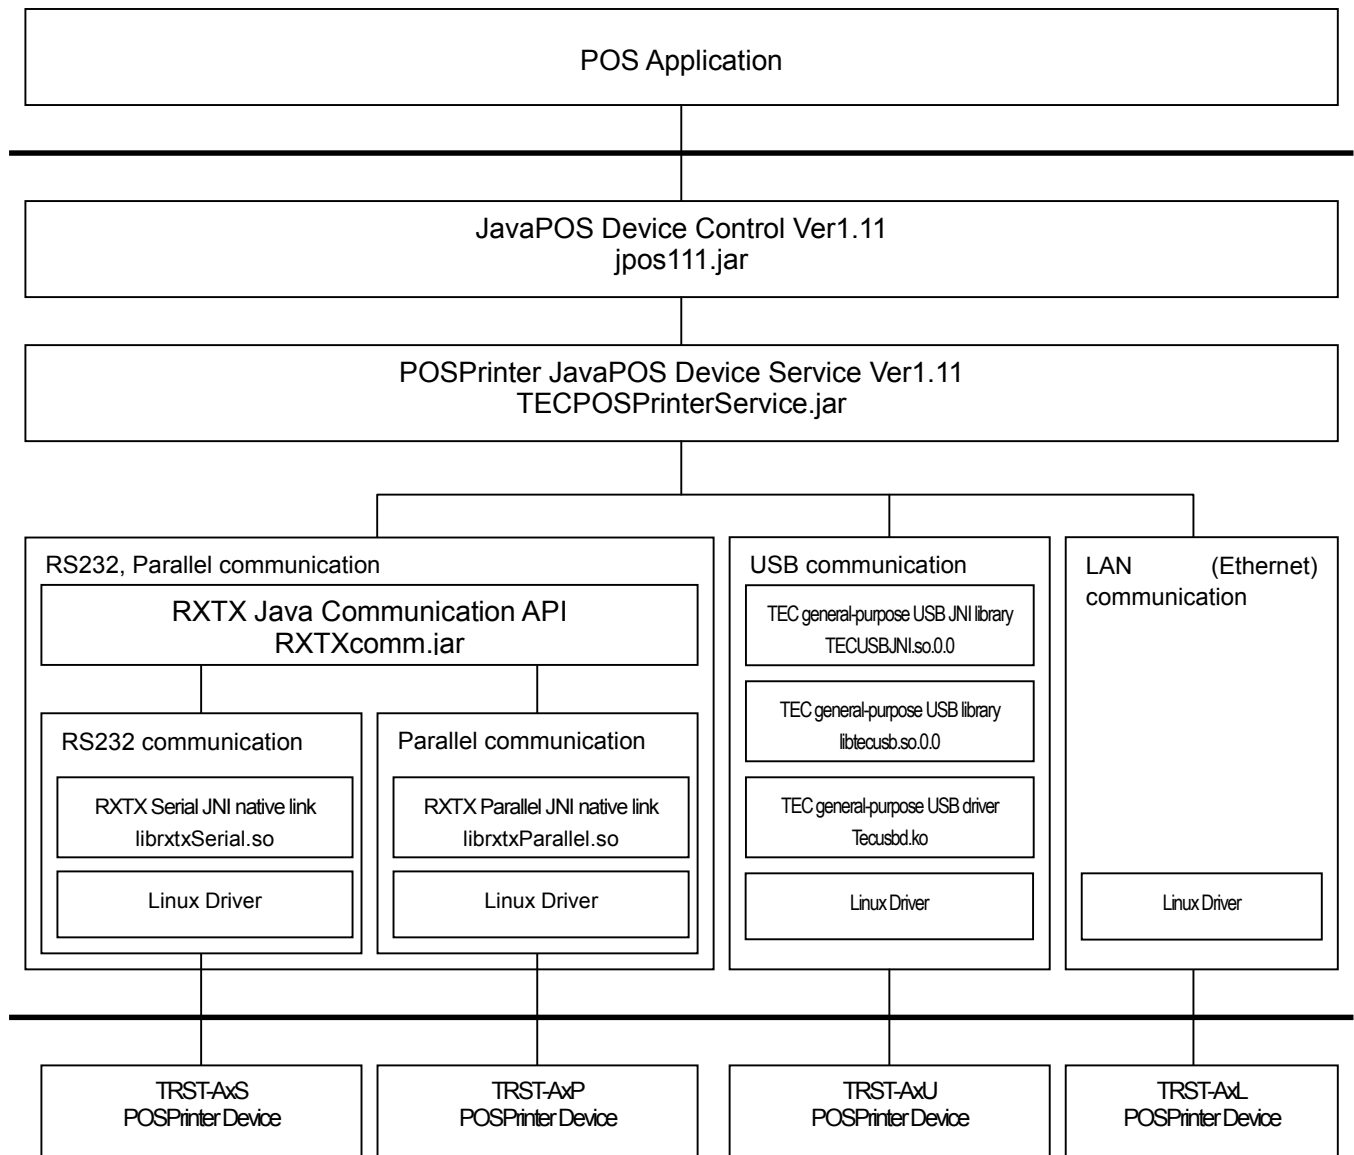 POS Application
JavaPOS Device Control Ver1.11
jpos111.jar
POSPrinter JavaPOS Device Service Ver1.11
TECPOSPrinterService.jar
RS232, Parallel communication
RXTX Java Communication API
RXTXcomm.jar
RS232 communication
RXTX Serial JNI native link
librxtxSerial.so
Linux Driver
Parallel communication
RXTX Parallel JNI native link
librxtxParallel.so
Linux Driver
USB communication
TEC general-purpose USB JNI library
TECUSBJNI.so.0.0
TEC general-purpose USB library
libtecusb.so.0.0
TEC general-purpose USB driver
Tecusbd.ko
Linux Driver
LAN (Ethernet)
communication
Linux Driver
TRST-AxS
POSPrinter Device
TRST-AxP
POSPrinter Device
TRST-AxU
POSPrinter Device
TRST-AxL
POSPrinter Device